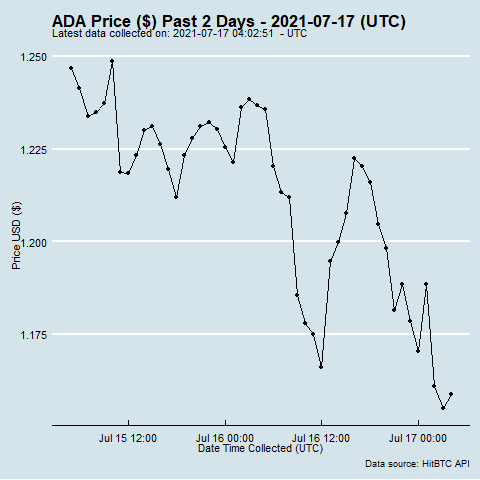 ADA Price ($) Past 2 Days - 2021-07-17 (UTC)
Latest data collected on: 2021-07-17 04:02:51 - UTC
1.250
1.225
1.200
1.175
Price USD ($)
Jul 15 12:00 Jul 16 00:00 Jul 16 12:00 Jul 17 00:00
Date Time Collected (UTC)
Data source: HitBTC API